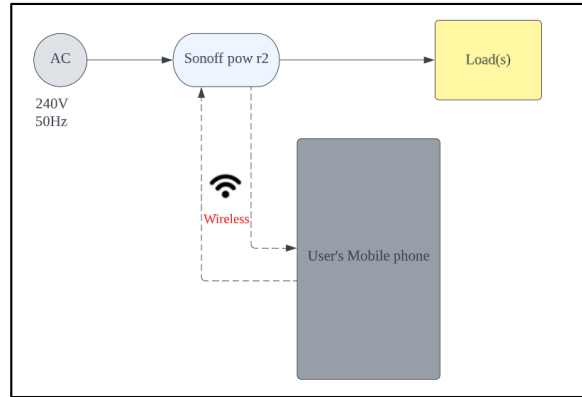 AC
Sonoff pow r2
Load(s)
240V
50Hz
Wireless
User's Mobile phone